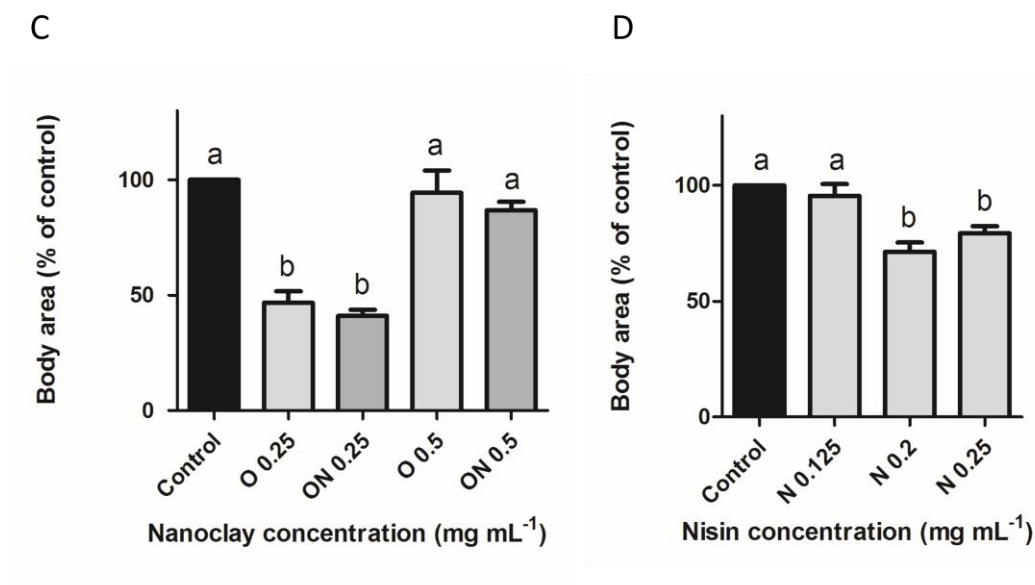 C
Body area (% of control)
100
50
0
a
b
b
a
a
Control
O 0.25
ON 0.25
O 0.5
ON 0.5
Nanoclay concentration (mg mL⁻¹)
D
Body area (% of control)
100
50
0
a
a
b
b
Control
N 0.125
N 0.2
N 0.25
Nisin concentration (mg mL⁻¹)